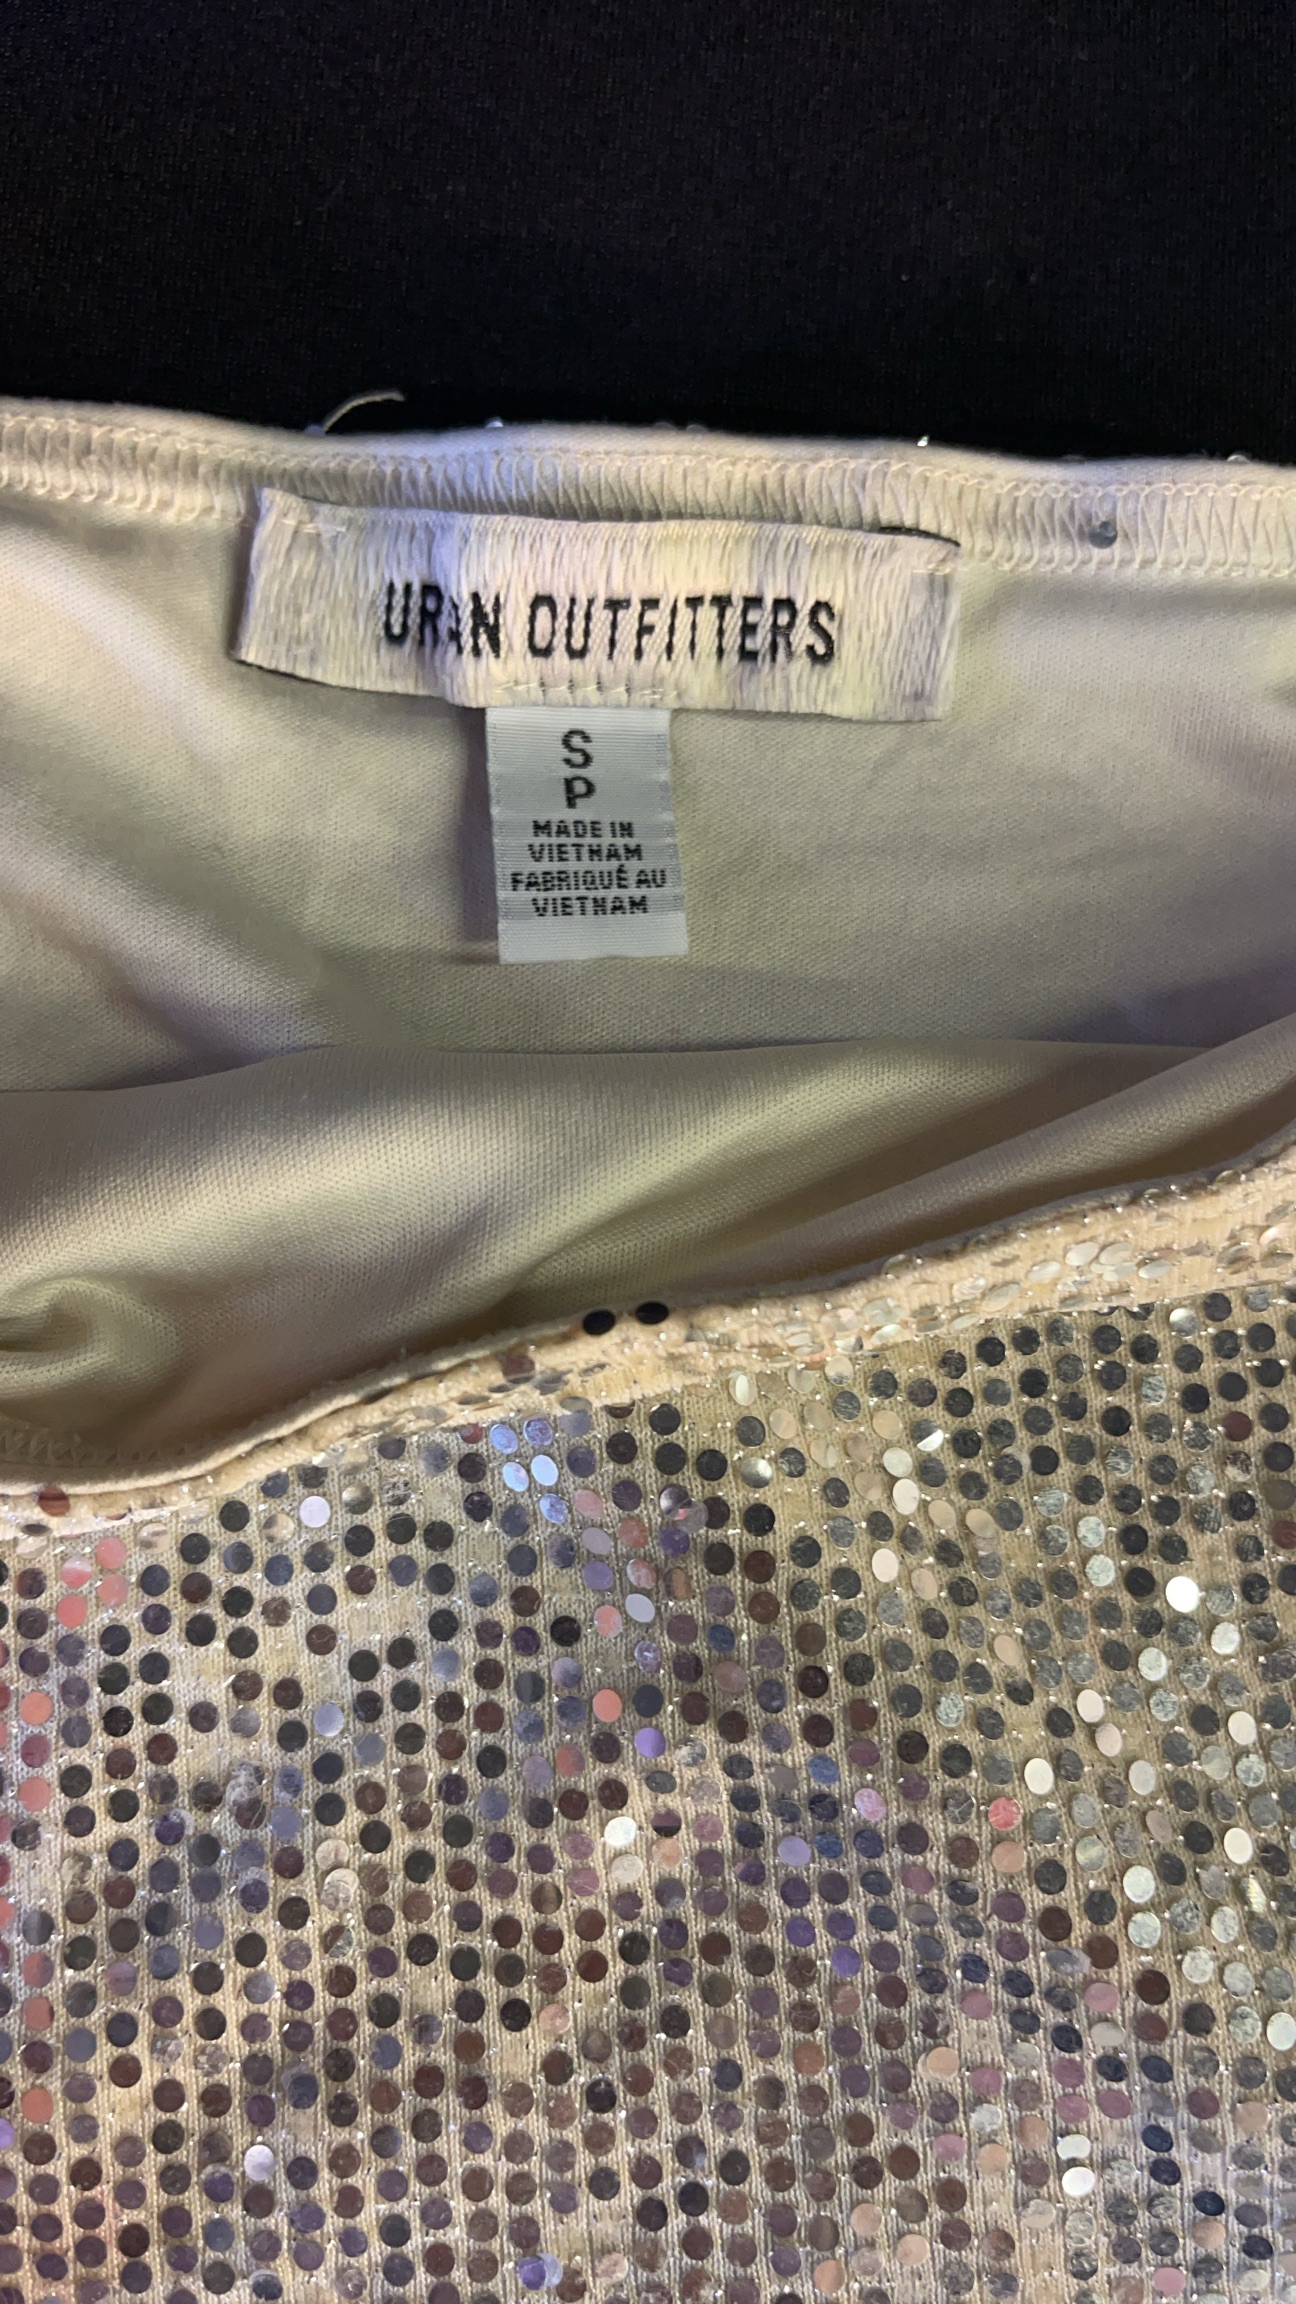 URAN OUTFITTERS
S
P
MADE IN
VIETNAM
FABRIQUÉ AU
VIETNAM